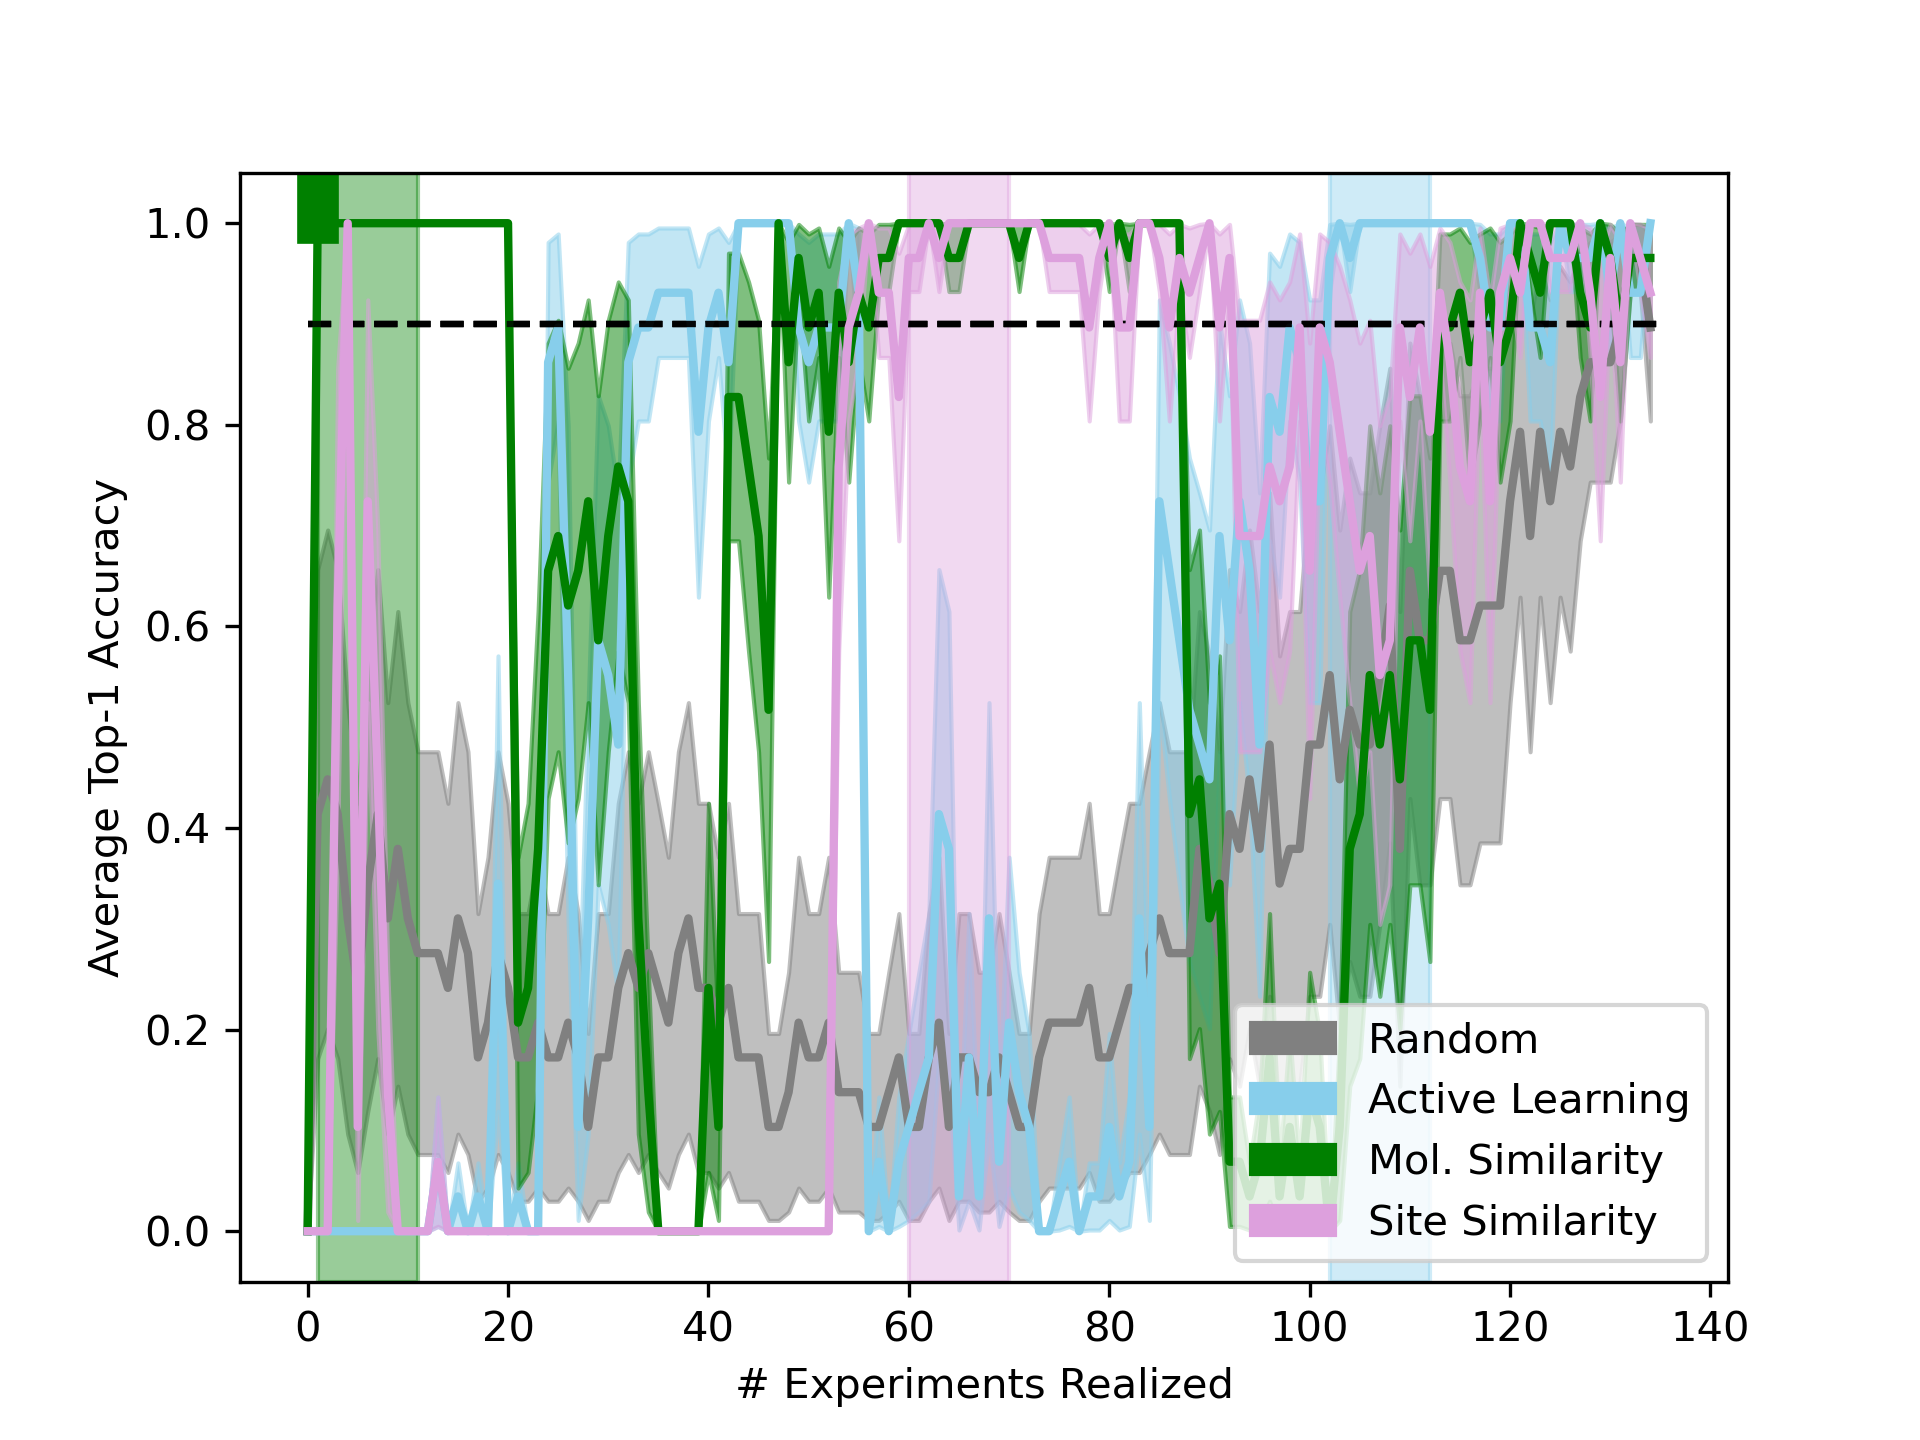 1.0
0.8
0.6
0.4
0.2
0.0
Average Top-1 Accuracy
0 20 40 60 80 100 120 140
# Experiments Realized
Random
Active Learning
Mol. Similarity
Site Similarity